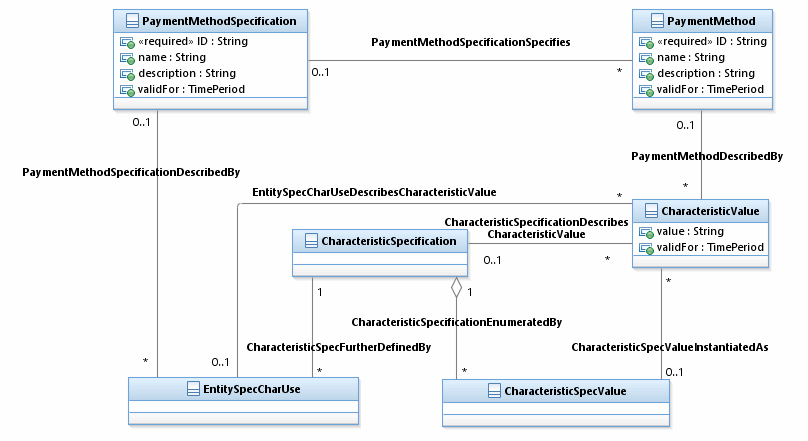 PaymentMethodSpecification
«required» ID : String
name : String
description : String
validFor : TimePeriod
PaymentMethodSpecificationSpecifies
0..1
*
PaymentMethod
«required» ID : String
name : String
description : String
validFor : TimePeriod
0..1
0..1
PaymentMethodDescribedBy
PaymentMethodSpecificationDescribedBy
*
EntitySpecCharUseDescribesCharacteristicValue
*
CharacteristicValue
value : String
validFor : TimePeriod
CharacteristicSpecificationDescribes
CharacteristicValue
CharacteristicSpecification
0..1
*
*
1
1
CharacteristicSpecificationEnumeratedBy
CharacteristicSpecFurtherDefinedBy
CharacteristicSpecValueInstantiatedAs
*
0..1
*
*
0..1
EntitySpecCharUse
CharacteristicSpecValue